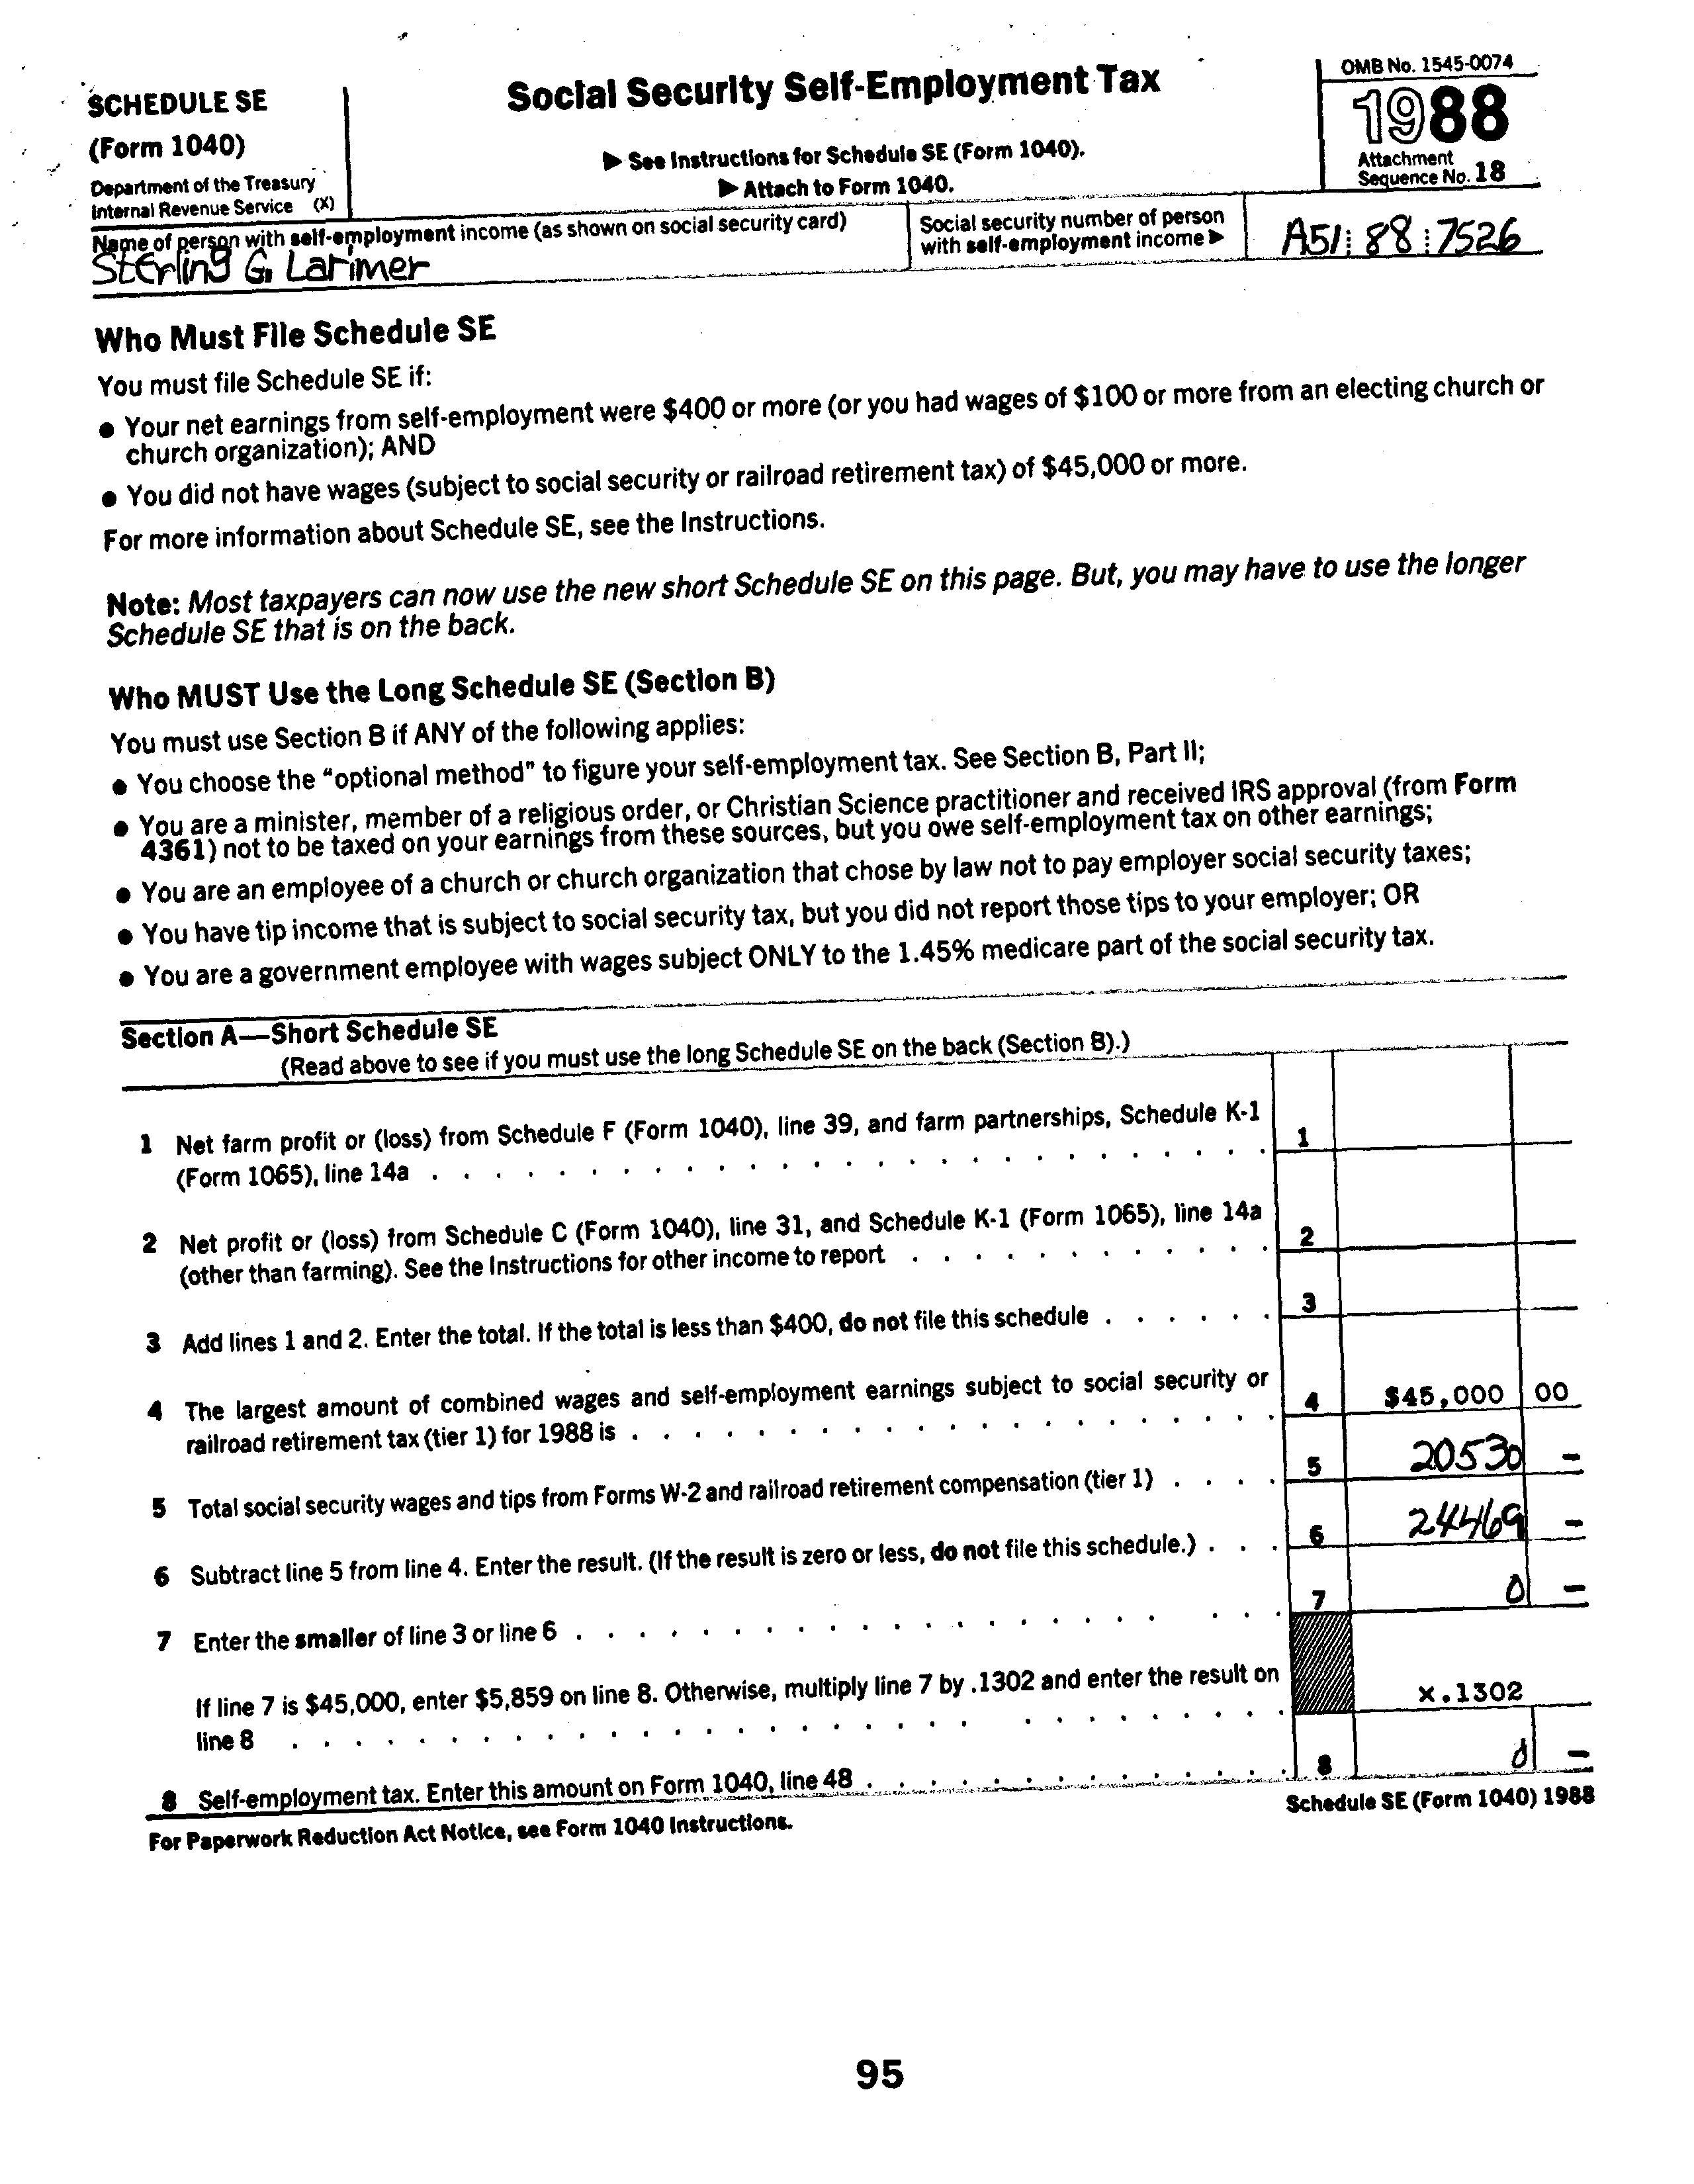 SCHEDULE SE
(Form 1040)
Department of the Treasury
Internal Revenue Service (X)
Social Security Self-Employment Tax
▶ See Instructions for Schedule SE (Form 1040).
▶ Attach to Form 1040.
OMB No. 1545-0074
1988
Attachment
Sequence No. 18
Name of person with self-employment income (as shown on social security card)
Sterling G. Larimer
Social security number of person
with self-employment income ▶
A51 88 7526
Who Must File Schedule SE
You must file Schedule SE if:
● Your net earnings from self-employment were $400 or more (or you had wages of $100 or more from an electing church or
church organization); AND
● You did not have wages (subject to social security or railroad retirement tax) of $45,000 or more.
For more information about Schedule SE, see the Instructions.
Note: Most taxpayers can now use the new short Schedule SE on this page. But, you may have to use the longer
Schedule SE that is on the back.
Who MUST Use the Long Schedule SE (Section B)
You must use Section B if ANY of the following applies:
● You choose the "optional method" to figure your self-employment tax. See Section B, Part II;
● You are a minister, member of a religious order, or Christian Science practitioner and received IRS approval (from Form
4361) not to be taxed on your earnings from these sources, but you owe self-employment tax on other earnings;
● You are an employee of a church or church organization that chose by law not to pay employer social security taxes;
● You have tip income that is subject to social security tax, but you did not report those tips to your employer; OR
● You are a government employee with wages subject ONLY to the 1.45% medicare part of the social security tax.
Section A—Short Schedule SE
(Read above to see if you must use the long Schedule SE on the back (Section B).)
1 Net farm profit or (loss) from Schedule F (Form 1040), line 39, and farm partnerships, Schedule K-1
(Form 1065), line 14a . . . . . . . . . . . . . . . . . . . . . . . . . . . 1
2 Net profit or (loss) from Schedule C (Form 1040), line 31, and Schedule K-1 (Form 1065), line 14a
(other than farming). See the Instructions for other income to report . . . . . . . . . . . . 2
3 Add lines 1 and 2. Enter the total. If the total is less than $400, do not file this schedule . . . . . . 3
4 The largest amount of combined wages and self-employment earnings subject to social security or
railroad retirement tax (tier 1) for 1988 is . . . . . . . . . . . . . . . . . . . . . 4 $45,000 00
5 Total social security wages and tips from Forms W-2 and railroad retirement compensation (tier 1) . . . . 5 20530 –
6 Subtract line 5 from line 4. Enter the result. (If the result is zero or less, do not file this schedule.) . . . 6 24469 –
7 Enter the smaller of line 3 or line 6 . . . . . . . . . . . . . . . . . . . . . . 7 0 –
If line 7 is $45,000, enter $5,859 on line 8. Otherwise, multiply line 7 by .1302 and enter the result on
line 8 . . . . . . . . . . . . . . . . . . . . . . . . . . . . . . . x.1302
8 Self-employment tax. Enter this amount on Form 1040, line 48 . . . . . . . . . . . . . . 8 0 –
For Paperwork Reduction Act Notice, see Form 1040 Instructions.
Schedule SE (Form 1040) 1988
95